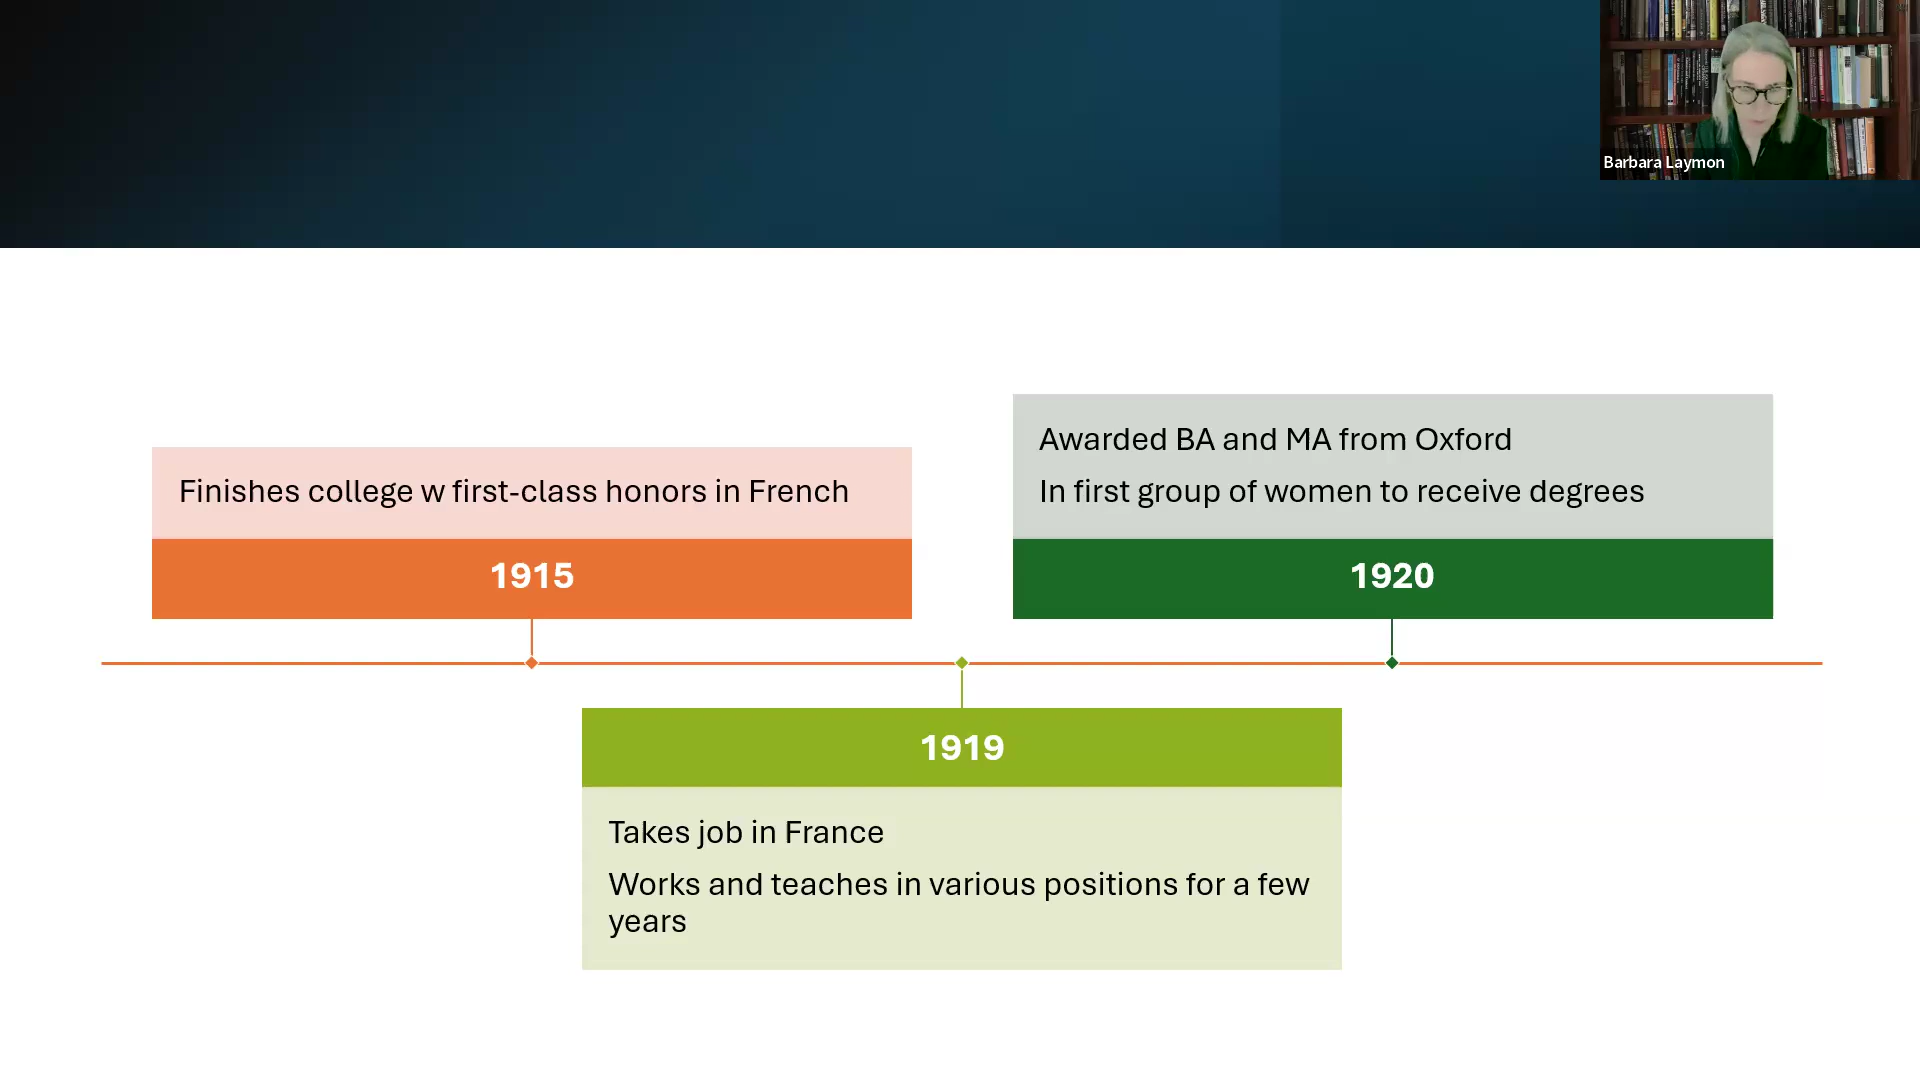 Barbara Laymon
Finishes college w first-class honors in French
1915
Awarded BA and MA from Oxford
In first group of women to receive degrees
1920
1919
Takes job in France
Works and teaches in various positions for a few
years